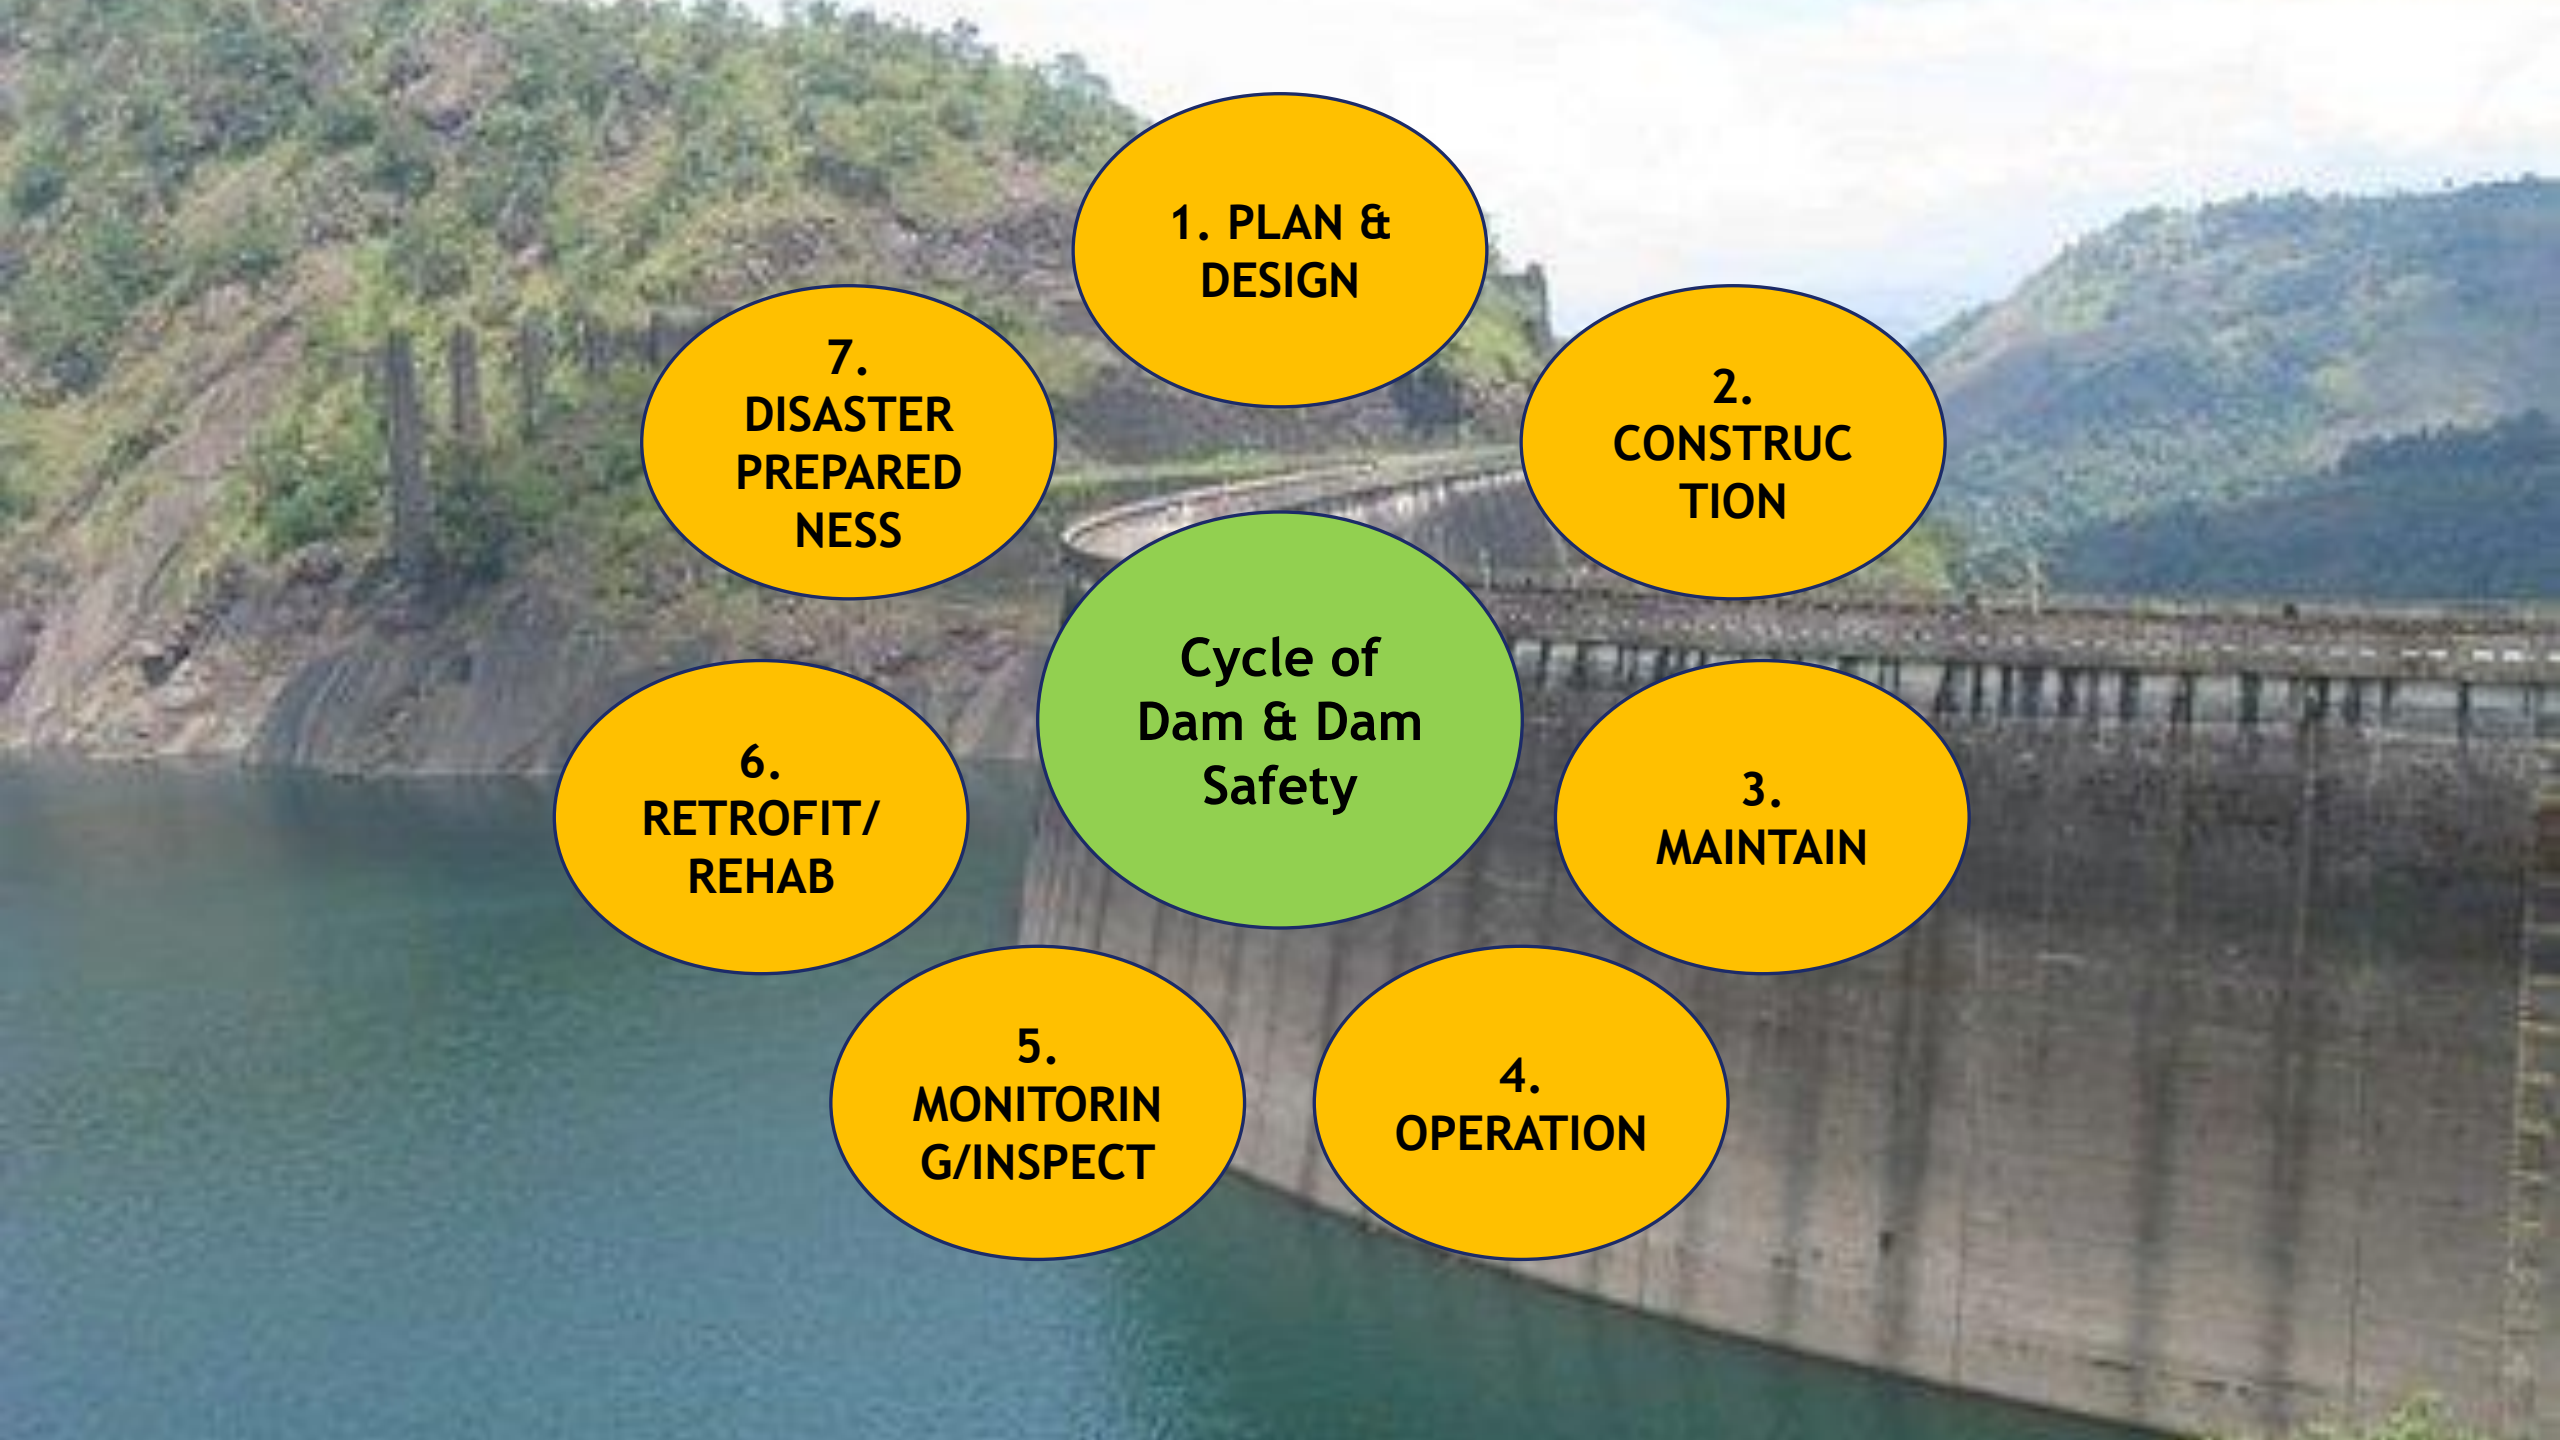 1. PLAN &
DESIGN
2.
CONSTRUC
TION
3.
MAINTAIN
4.
OPERATION
5.
MONITORIN
G/INSPECT
6.
RETROFIT/
REHAB
7.
DISASTER
PREPARED
NESS
Cycle of
Dam & Dam
Safety